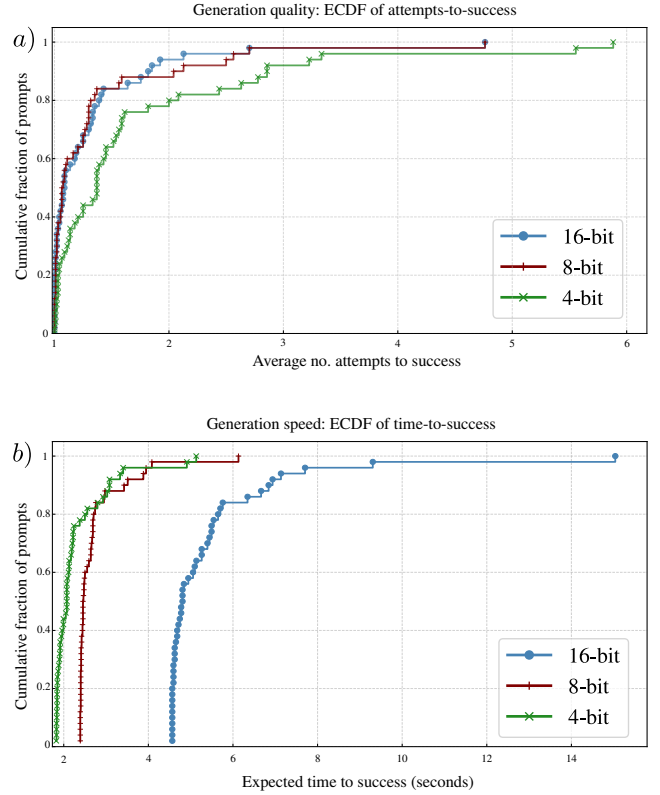 Generation quality: ECDF of attempts-to-success
a)
Cumulative fraction of prompts
1
0.8
0.6
0.4
0.2
0
16-bit
8-bit
4-bit
1 2 3 4 5 6
Average no. attempts to success
Generation speed: ECDF of time-to-success
b)
Cumulative fraction of prompts
1
0.8
0.6
0.4
0.2
0
16-bit
8-bit
4-bit
2 4 6 8 10 12 14
Expected time to success (seconds)